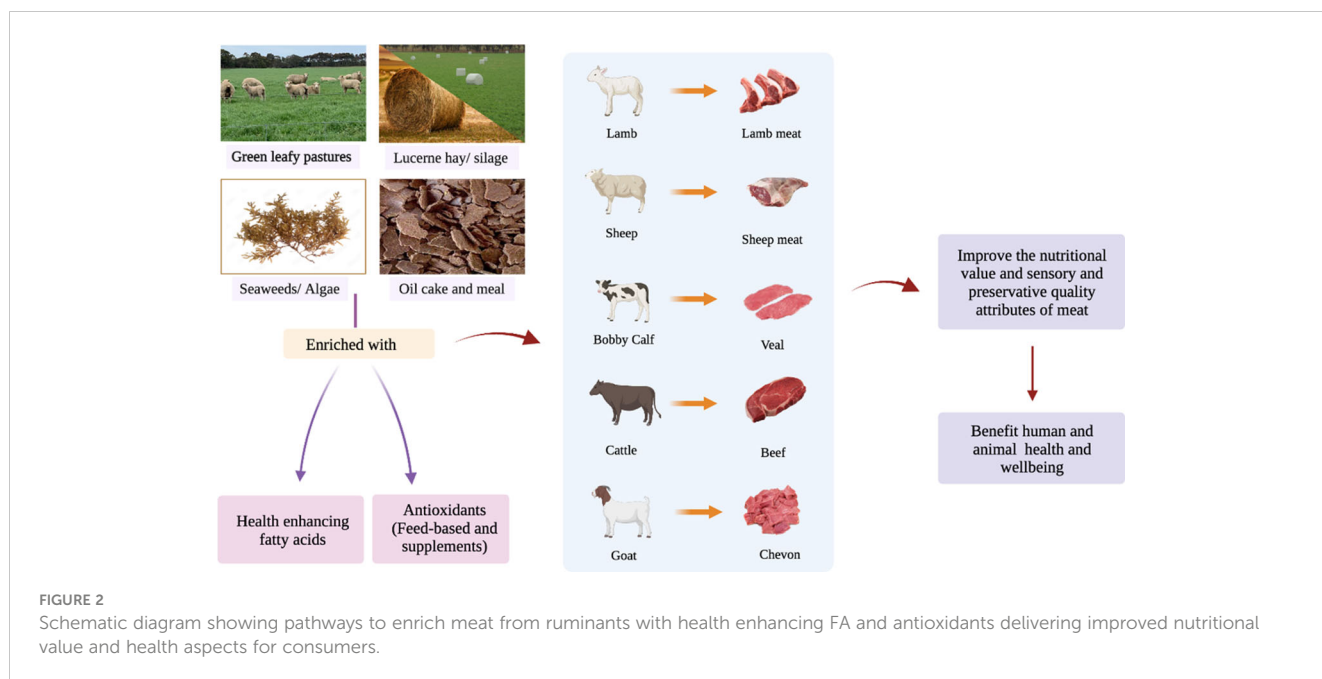 Green leafy pastures
Lucerne hay/ silage
Seaweeds/ Algae
Oil cake and meal
Enriched with
Health enhancing
fatty acids
Antioxidants
(Feed-based and
supplements)
Lamb
Lamb meat
Sheep
Sheep meat
Bobby Calf
Veal
Cattle
Beef
Goat
Chevon
Improve the nutritional
value and sensory and
preservative quality
attributes of meat
Benefit human and
animal health and
wellbeing
FIGURE 2
Schematic diagram showing pathways to enrich meat from ruminants with health enhancing FA and antioxidants delivering improved nutritional
value and health aspects for consumers.